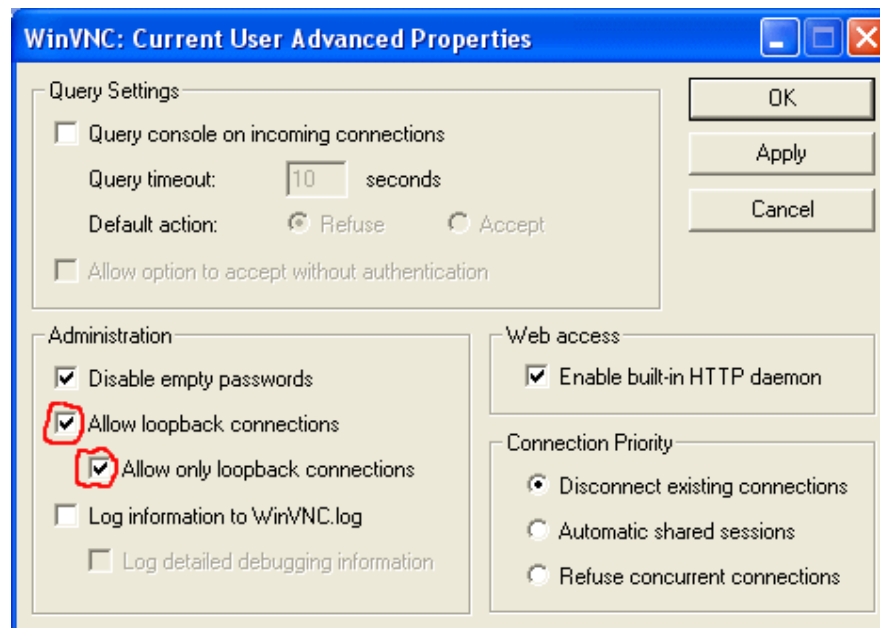 WinVNC: Current User Advanced Properties
Query Settings
Query console on incoming connections
Query timeout: 10 seconds
Default action: Refuse Accept
Allow option to accept without authentication
OK
Apply
Cancel
Administration
Disable empty passwords
Allow loopback connections
Allow only loopback connections
Log information to WinVNC.log
Log detailed debugging information
Web access
Enable built-in HTTP daemon
Connection Priority
Disconnect existing connections
Automatic shared sessions
Refuse concurrent connections